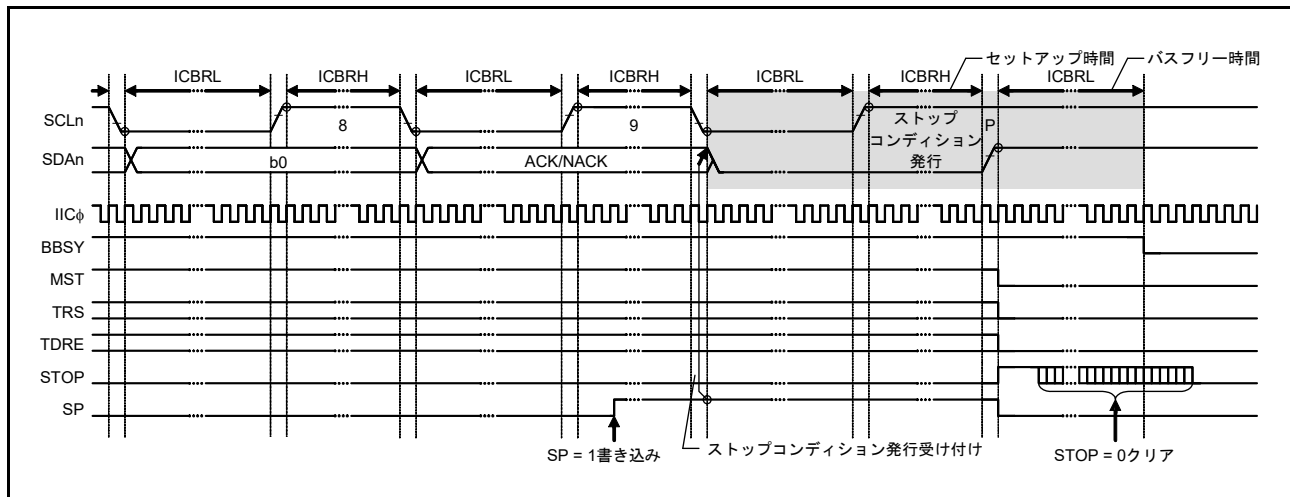 セットアップ時間
バスフリー時間
ICBRL ICBRH ICBRL ICBRH ICBRL ICBRH ICBRL
SCLn
8
9
ストップ
コンディション
発行
P
SDAn
b0
ACK/NACK
IICϕ
BBSY
MST
TRS
TDRE
STOP
SP
SP = 1書き込み
ストップコンディション発行受け付け
STOP = 0クリア